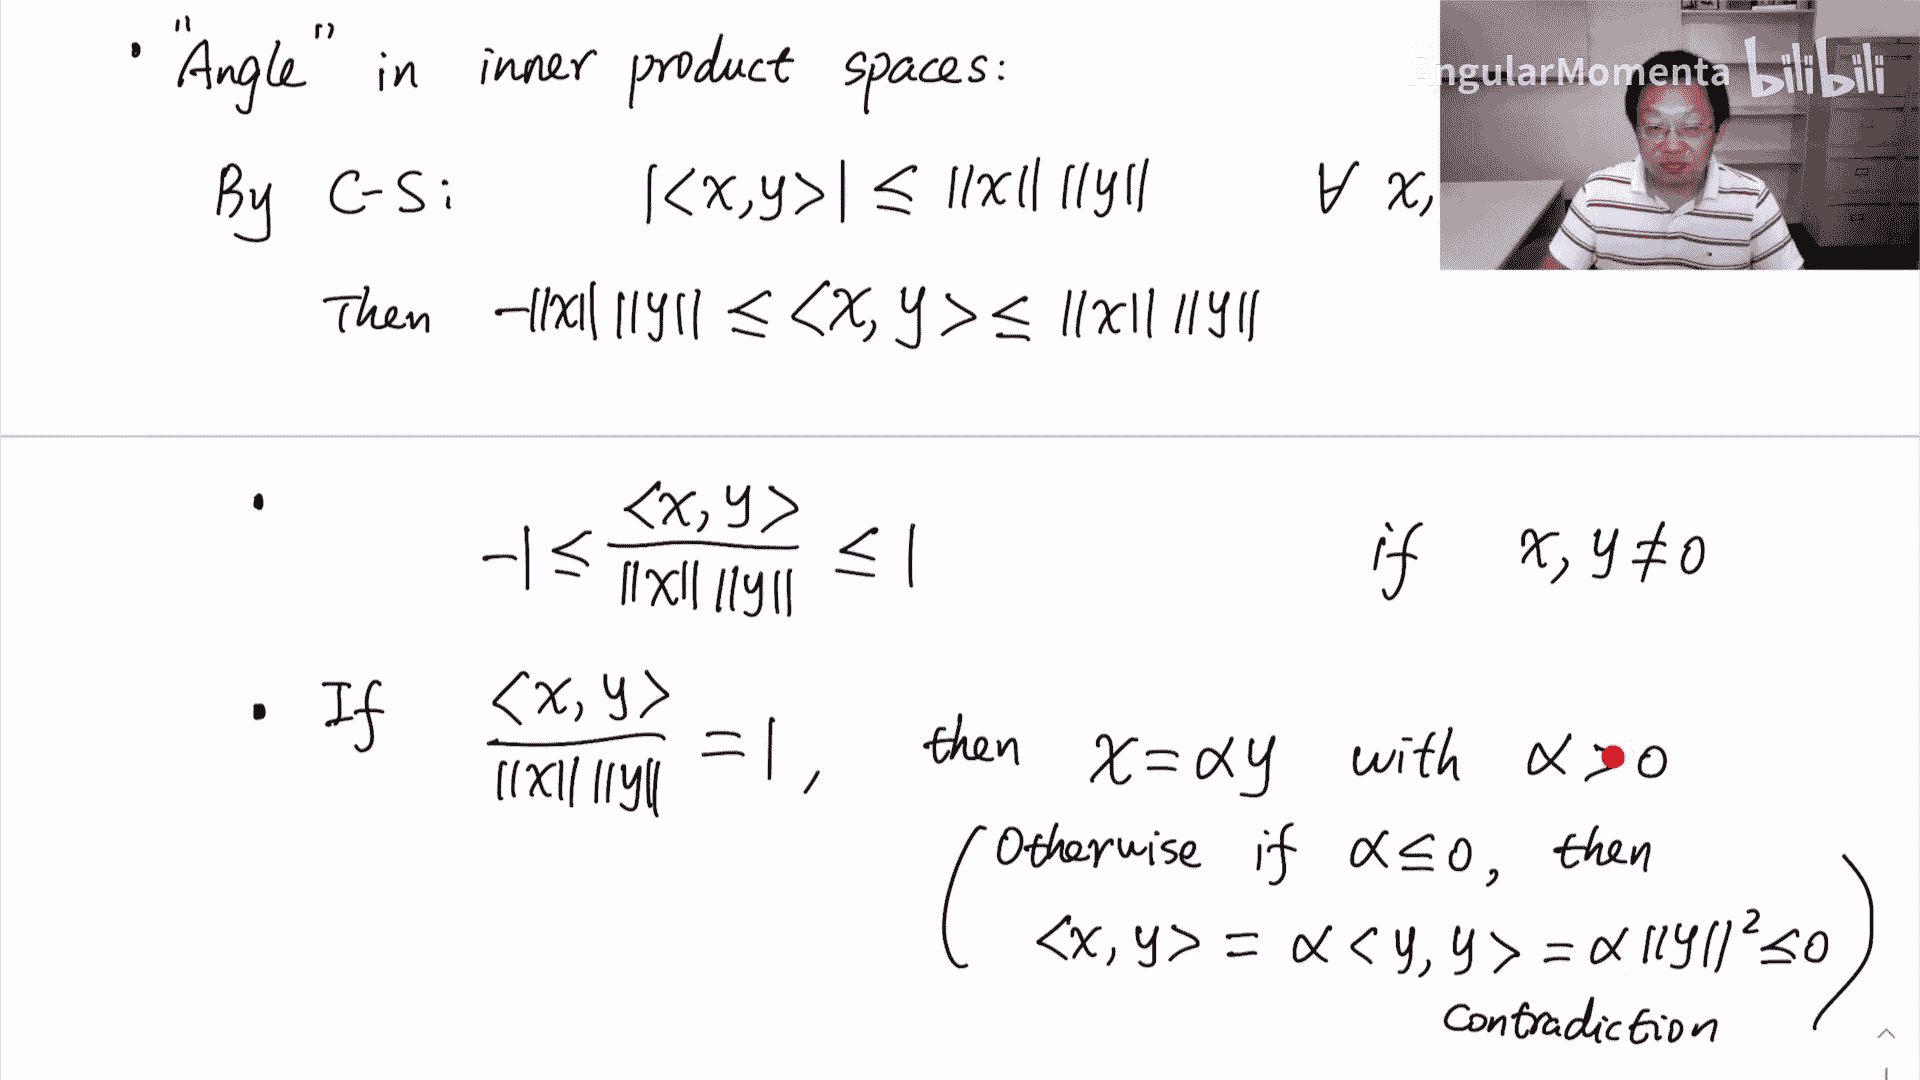 • "Angle" in inner product spaces:
ngularMomenta bilibili
By C-S: |<x,y>| ≤ ||x|| ||y|| ∀ x,
Then -||x|| ||y|| ≤ <x, y> ≤ ||x|| ||y||
• -1 ≤ <x, y> / ||x|| ||y|| ≤ 1 if x, y ≠ 0
• If <x, y> / ||x|| ||y|| = 1, then x = αy with α > 0
(Otherwise if α ≤ 0, then
<x, y> = α <y, y> = α ||y||² ≤ 0)
Contradiction